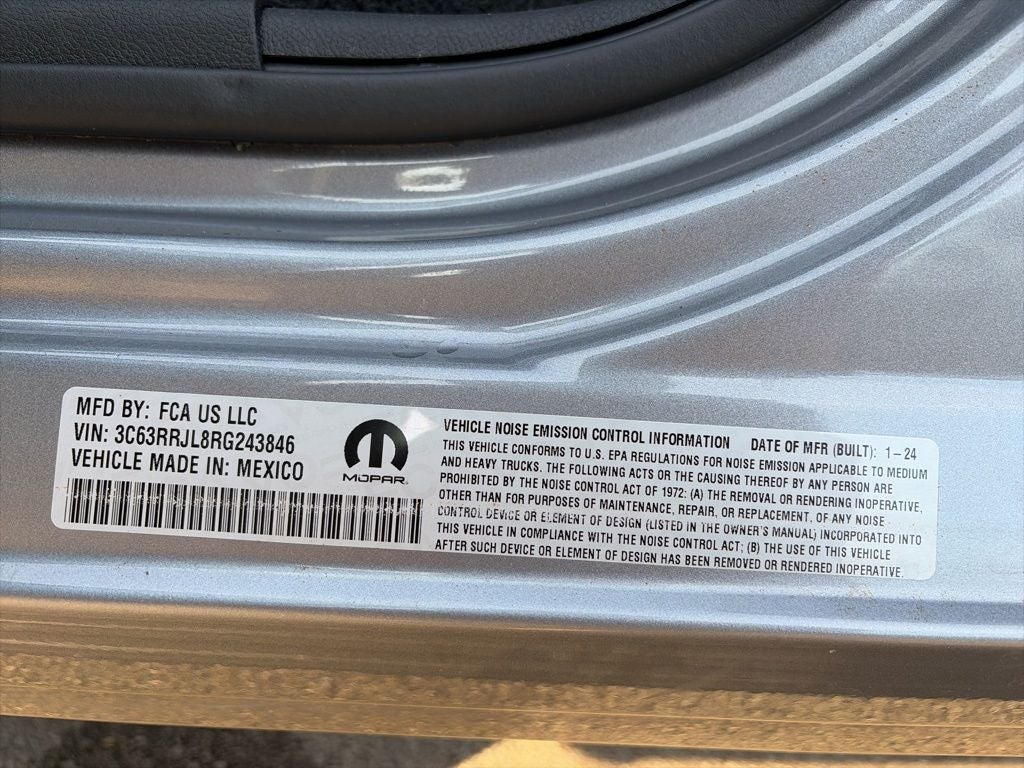 MFD BY: FCA US LLC
VIN: 3C63RRJL8RG243846
VEHICLE MADE IN: MEXICO
MOPAR
VEHICLE NOISE EMISSION CONTROL INFORMATION DATE OF MFR (BUILT): 1-24
THIS VEHICLE CONFORMS TO U.S. EPA REGULATIONS FOR NOISE EMISSION APPLICABLE TO MEDIUM
AND HEAVY TRUCKS. THE FOLLOWING ACTS OR THE CAUSING THEREOF BY ANY PERSON ARE
PROHIBITED BY THE NOISE CONTROL ACT OF 1972: (A) THE REMOVAL OR RENDERING INOPERATIVE,
OTHER THAN FOR PURPOSES OF MAINTENANCE, REPAIR, OR REPLACEMENT, OF ANY NOISE
CONTROL DEVICE OR ELEMENT OF DESIGN (LISTED IN THE OWNER'S MANUAL) INCORPORATED INTO
THIS VEHICLE IN COMPLIANCE WITH THE NOISE CONTROL ACT; (B) THE USE OF THIS VEHICLE
AFTER SUCH DEVICE OR ELEMENT OF DESIGN HAS BEEN REMOVED OR RENDERED INOPERATIVE.